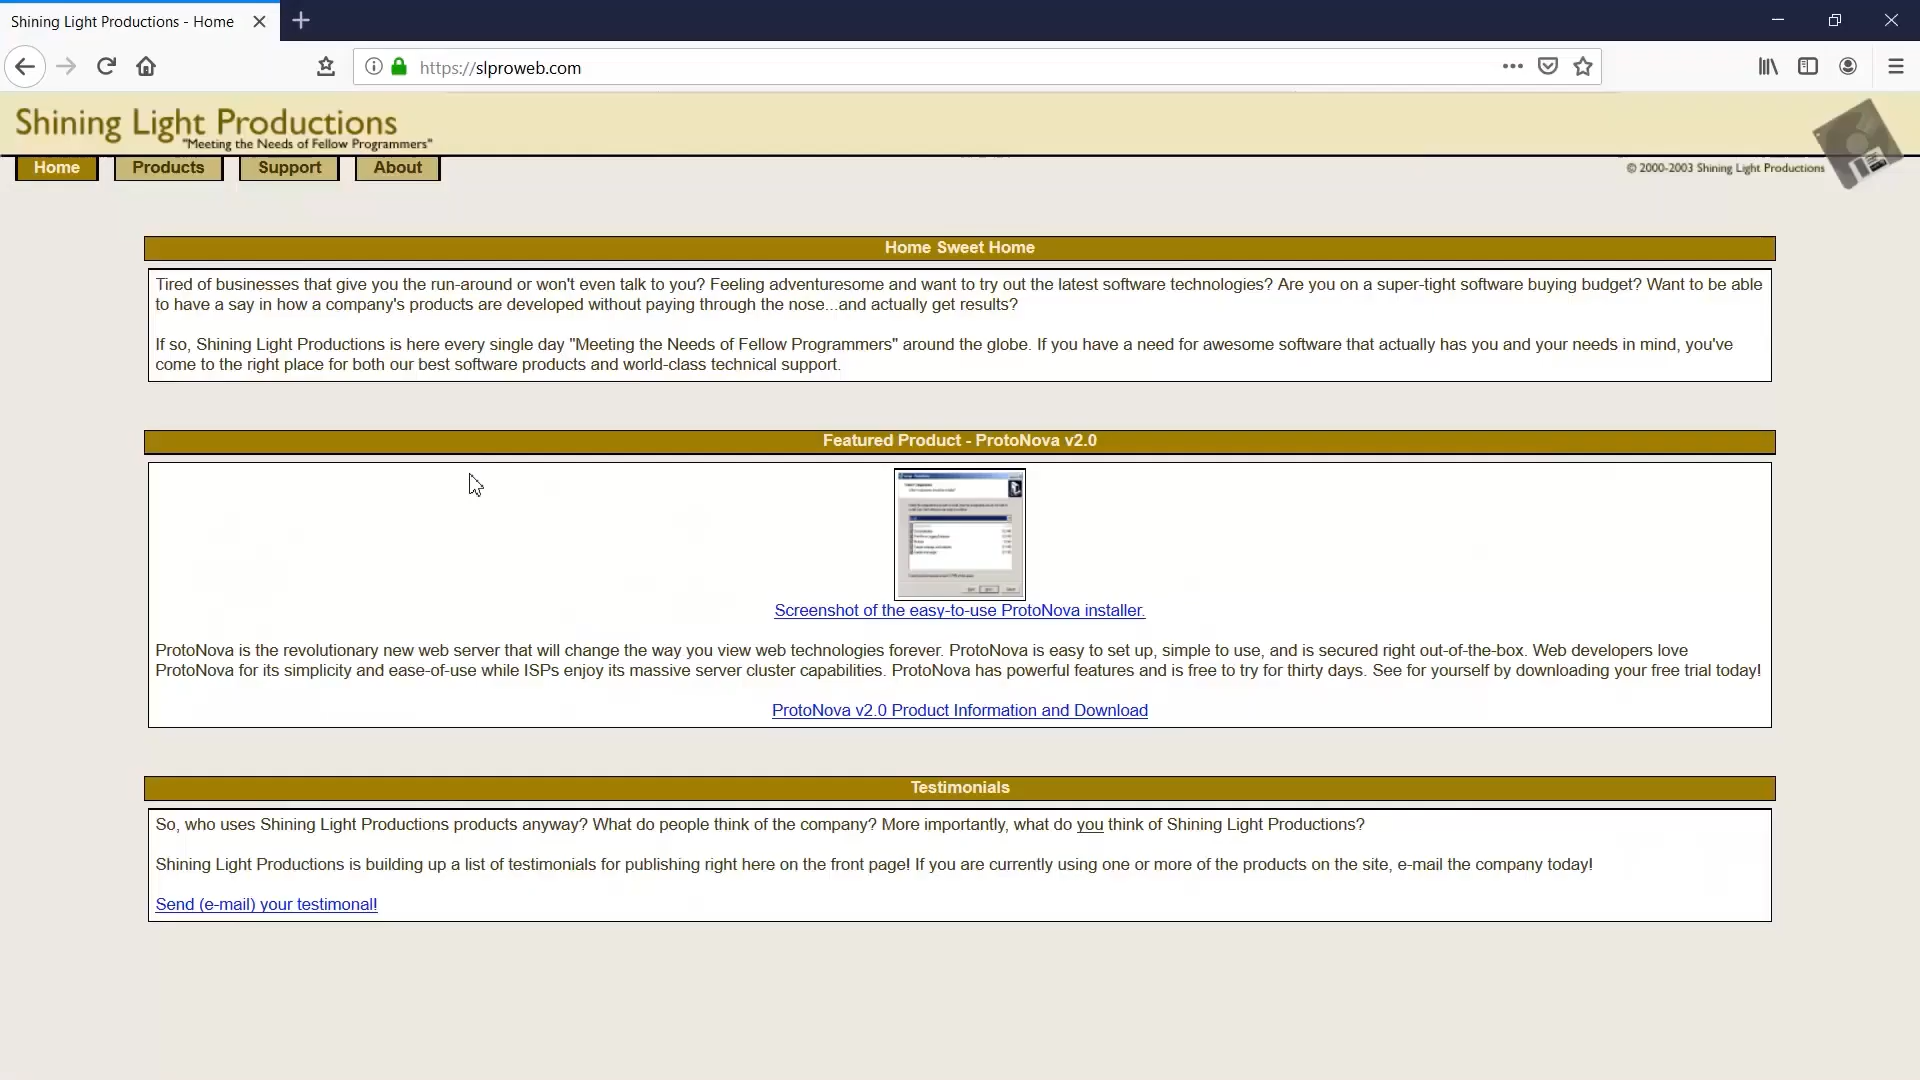 Shining Light Productions - Home
https://slproweb.com
Shining Light Productions
"Meeting the Needs of Fellow Programmers"
Home
Products
Support
About
© 2000-2003 Shining Light Productions
Home Sweet Home
Tired of businesses that give you the run-around or won't even talk to you? Feeling adventuresome and want to try out the latest software technologies? Are you on a super-tight software buying budget? Want to be able
to have a say in how a company's products are developed without paying through the nose...and actually get results?
If so, Shining Light Productions is here every single day "Meeting the Needs of Fellow Programmers" around the globe. If you have a need for awesome software that actually has you and your needs in mind, you've
come to the right place for both our best software products and world-class technical support.
Featured Product - ProtoNova v2.0
Screenshot of the easy-to-use ProtoNova installer.
ProtoNova is the revolutionary new web server that will change the way you view web technologies forever. ProtoNova is easy to set up, simple to use, and is secured right out-of-the-box. Web developers love
ProtoNova for its simplicity and ease-of-use while ISPs enjoy its massive server cluster capabilities. ProtoNova has powerful features and is free to try for thirty days. See for yourself by downloading your free trial today!
ProtoNova v2.0 Product Information and Download
Testimonials
So, who uses Shining Light Productions products anyway? What do people think of the company? More importantly, what do you think of Shining Light Productions?
Shining Light Productions is building up a list of testimonials for publishing right here on the front page! If you are currently using one or more of the products on the site, e-mail the company today!
Send (e-mail) your testimonal!